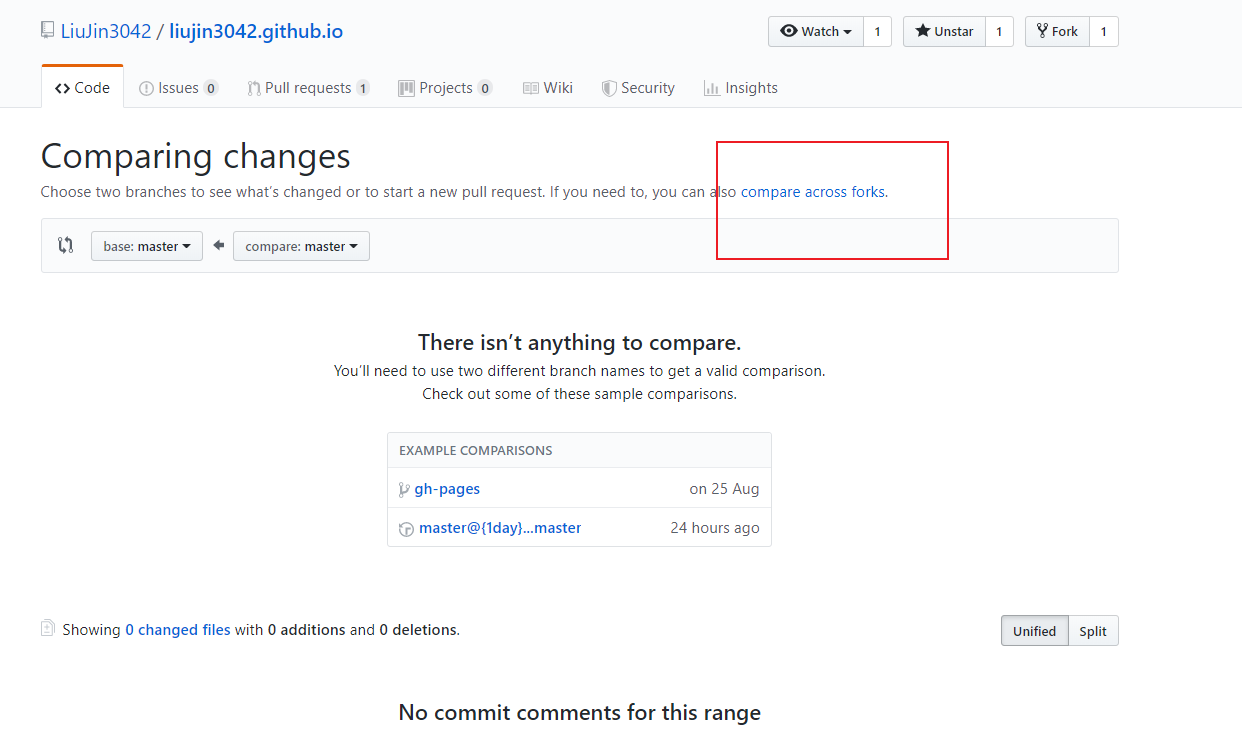 LiuJin3042 / liujin3042.github.io
Watch 1 Unstar 1 Fork 1
Code Issues 0 Pull requests 1 Projects 0 Wiki Security Insights
Comparing changes
Choose two branches to see what’s changed or to start a new pull request. If you need to, you can also compare across forks.
base: master compare: master
There isn’t anything to compare.
You’ll need to use two different branch names to get a valid comparison.
Check out some of these sample comparisons.
EXAMPLE COMPARISONS
gh-pages on 25 Aug
master@{1day}...master 24 hours ago
Showing 0 changed files with 0 additions and 0 deletions.
Unified Split
No commit comments for this range